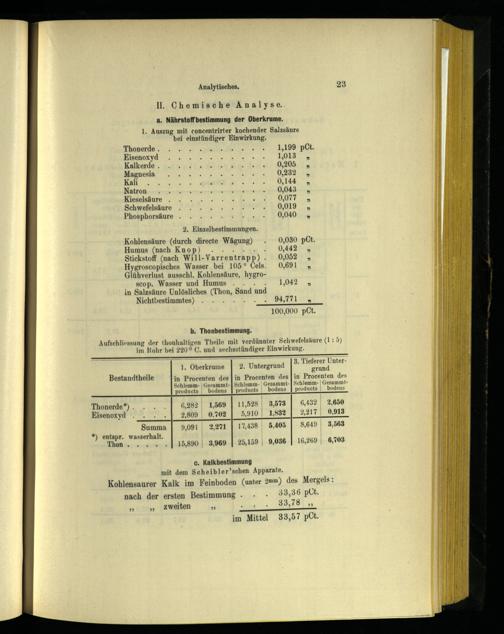 Analytisches. 23
II. Chemische Analyse.
a. Nährstoffbestimmung der Oberkrume.
1. Auszug mit concentrirter kochender Salzsäure
bei einstündiger Einwirkung.
Thonerde . . . . . . . . . . 1,199 pCt.
Eisenoxyd . . . . . . . . . . 1,013 „
Kalkerde . . . . . . . . . . 0,205 „
Magnesia . . . . . . . . . . 0,232 „
Kali . . . . . . . . . . 0,144 „
Natron . . . . . . . . . . 0,043 „
Kieselsäure . . . . . . . . . 0,077 „
Schwefelsäure . . . . . . . . 0,019 „
Phosphorsäure . . . . . . . . 0,040 „
2. Einzelbestimmungen.
Kohlensäure (durch directe Wägung) . 0,030 pCt.
Humus (nach Knop) . . . . . . 0,442 „
Stickstoff (nach Will-Varrentrapp) . 0,052 „
Hygroscopisches Wasser bei 105° Cels. 0,691 „
Glühverlust ausschl. Kohlensäure, hygro-
scop. Wasser und Humus . . . . 1,042 „
in Salzsäure Unlösliches (Thon, Sand und
Nichtbestimmtes) . . . . . . 94,771 „
100,000 pCt.
b. Thonbestimmung.
Aufschliessung der thonhaltigen Theile mit verdünnter Schwefelsäure (1 : 5)
im Rohr bei 220° C. und sechsstündiger Einwirkung.
Bestandtheile 1. Oberkrume 2. Untergrund 3. Tieferer Unter-
grund
in Procenten des in Procenten des in Procenten des
Schlemm- Gesammt- Schlemm- Gesammt- Schlemm- Gesammt-
products bodens products bodens products bodens
Thonerde*) . . . . 6,282 1,569 11,528 3,573 6,432 2,650
Eisenoxyd . . . . 2,809 0,702 5,910 1,832 2,217 0,913
Summa 9,091 2,271 17,438 5,405 8,649 3,563
*) entspr. wasserhalt.
Thon . . . . . 15,890 3,969 25,159 9,036 16,269 6,703
c. Kalkbestimmung
mit dem Scheibler'schen Apparate.
Kohlensaurer Kalk im Feinboden (unter 2mm) des Mergels:
nach der ersten Bestimmung . . . 33,36 pCt.
„ „ zweiten „ . . . 33,78 „
im Mittel 33,57 pCt.